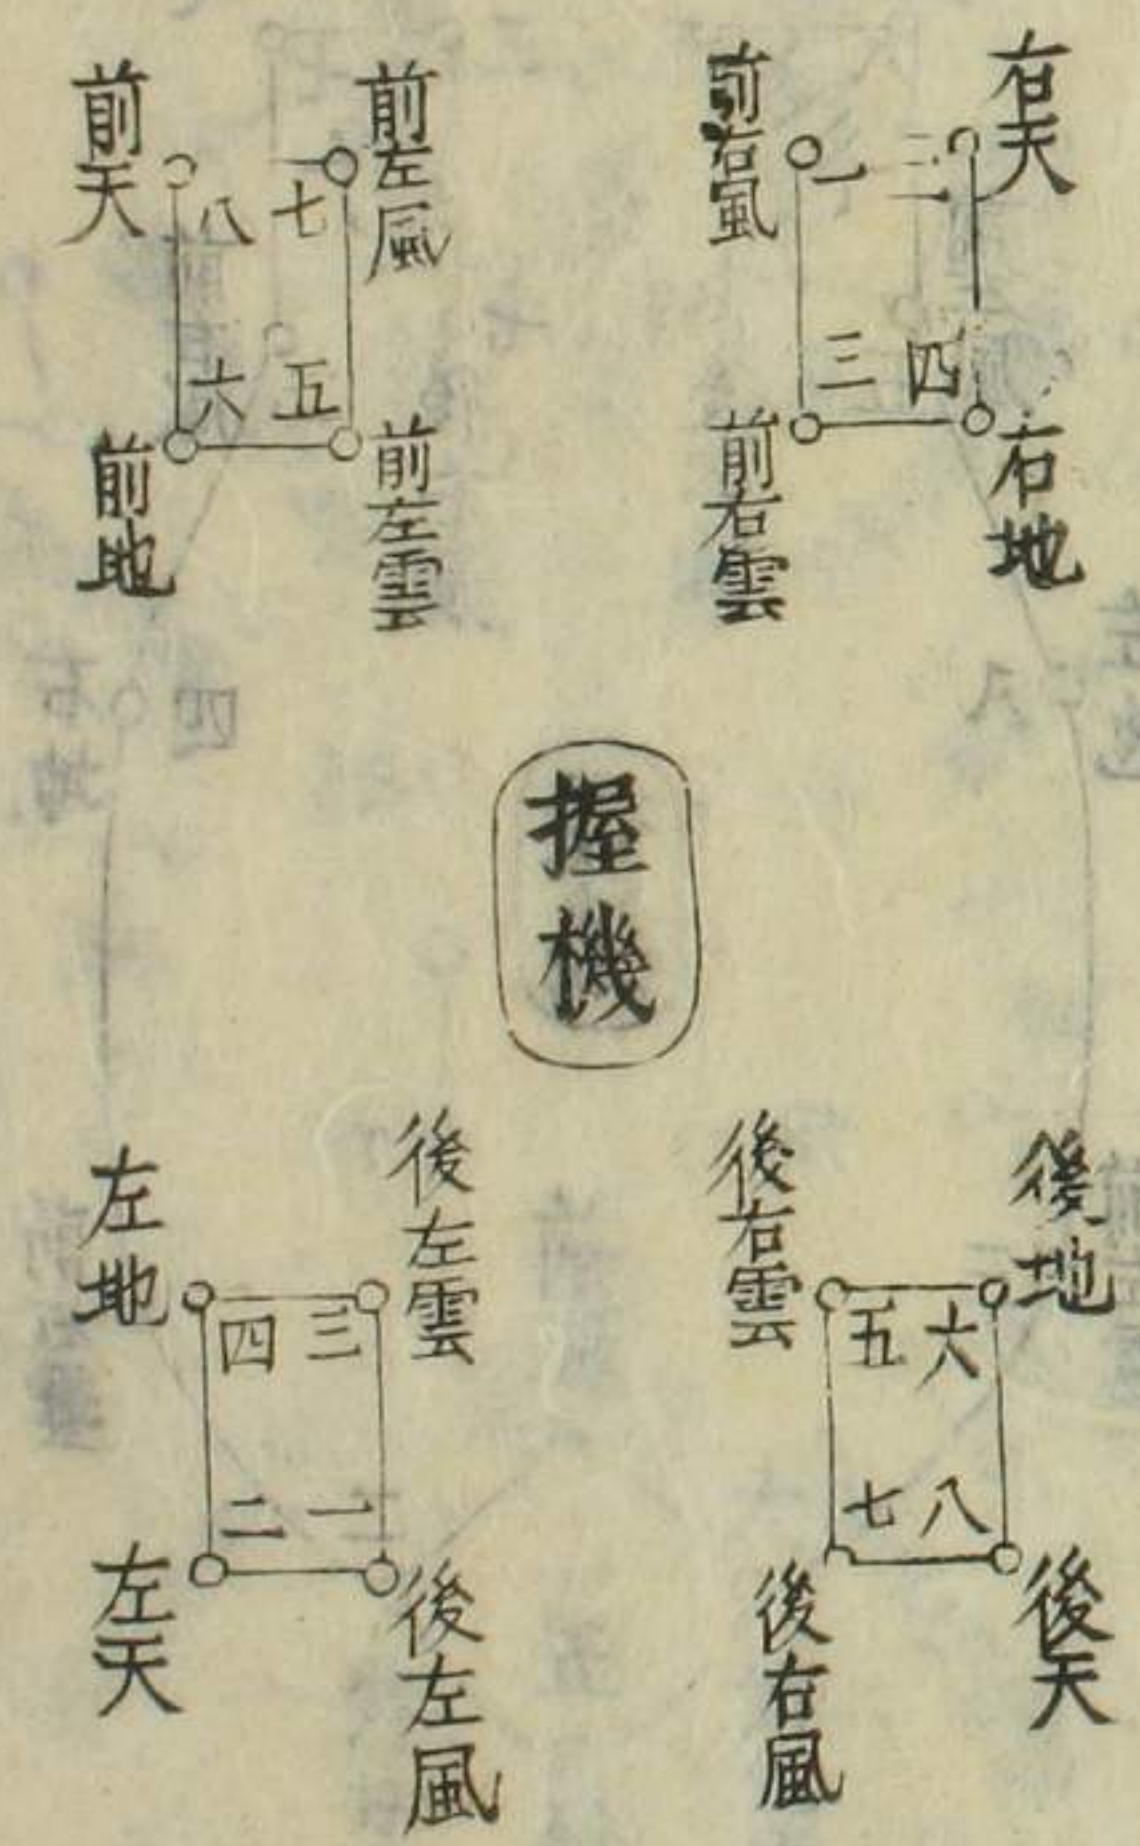 右天
二
一
前右風
右地
四
三
前右雲
前左風
七
八
前天
前左雲
五
六
前地
握機
後地
六
五
後右雲
後天
八
七
後右風
後左雲
三
四
左地
後左風
一
二
左天